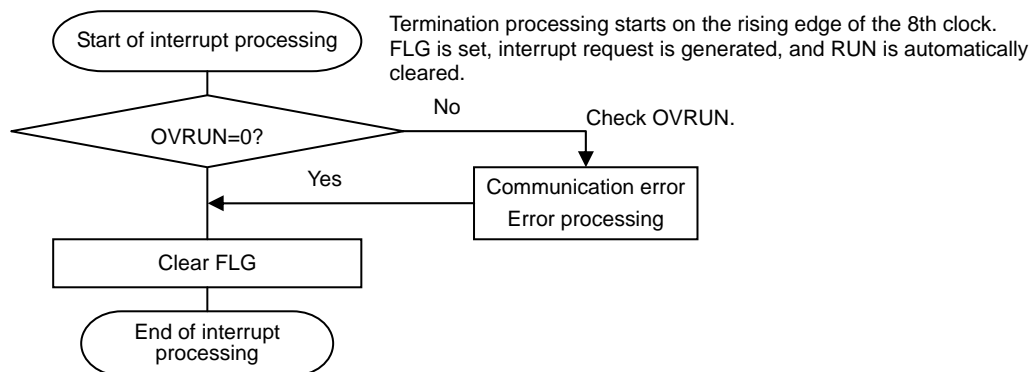 Start of interrupt processing
Termination processing starts on the rising edge of the 8th clock.
FLG is set, interrupt request is generated, and RUN is automatically
cleared.
No
Check OVRUN.
OVRUN=0?
Yes
Communication error
Error processing
Clear FLG
End of interrupt
processing